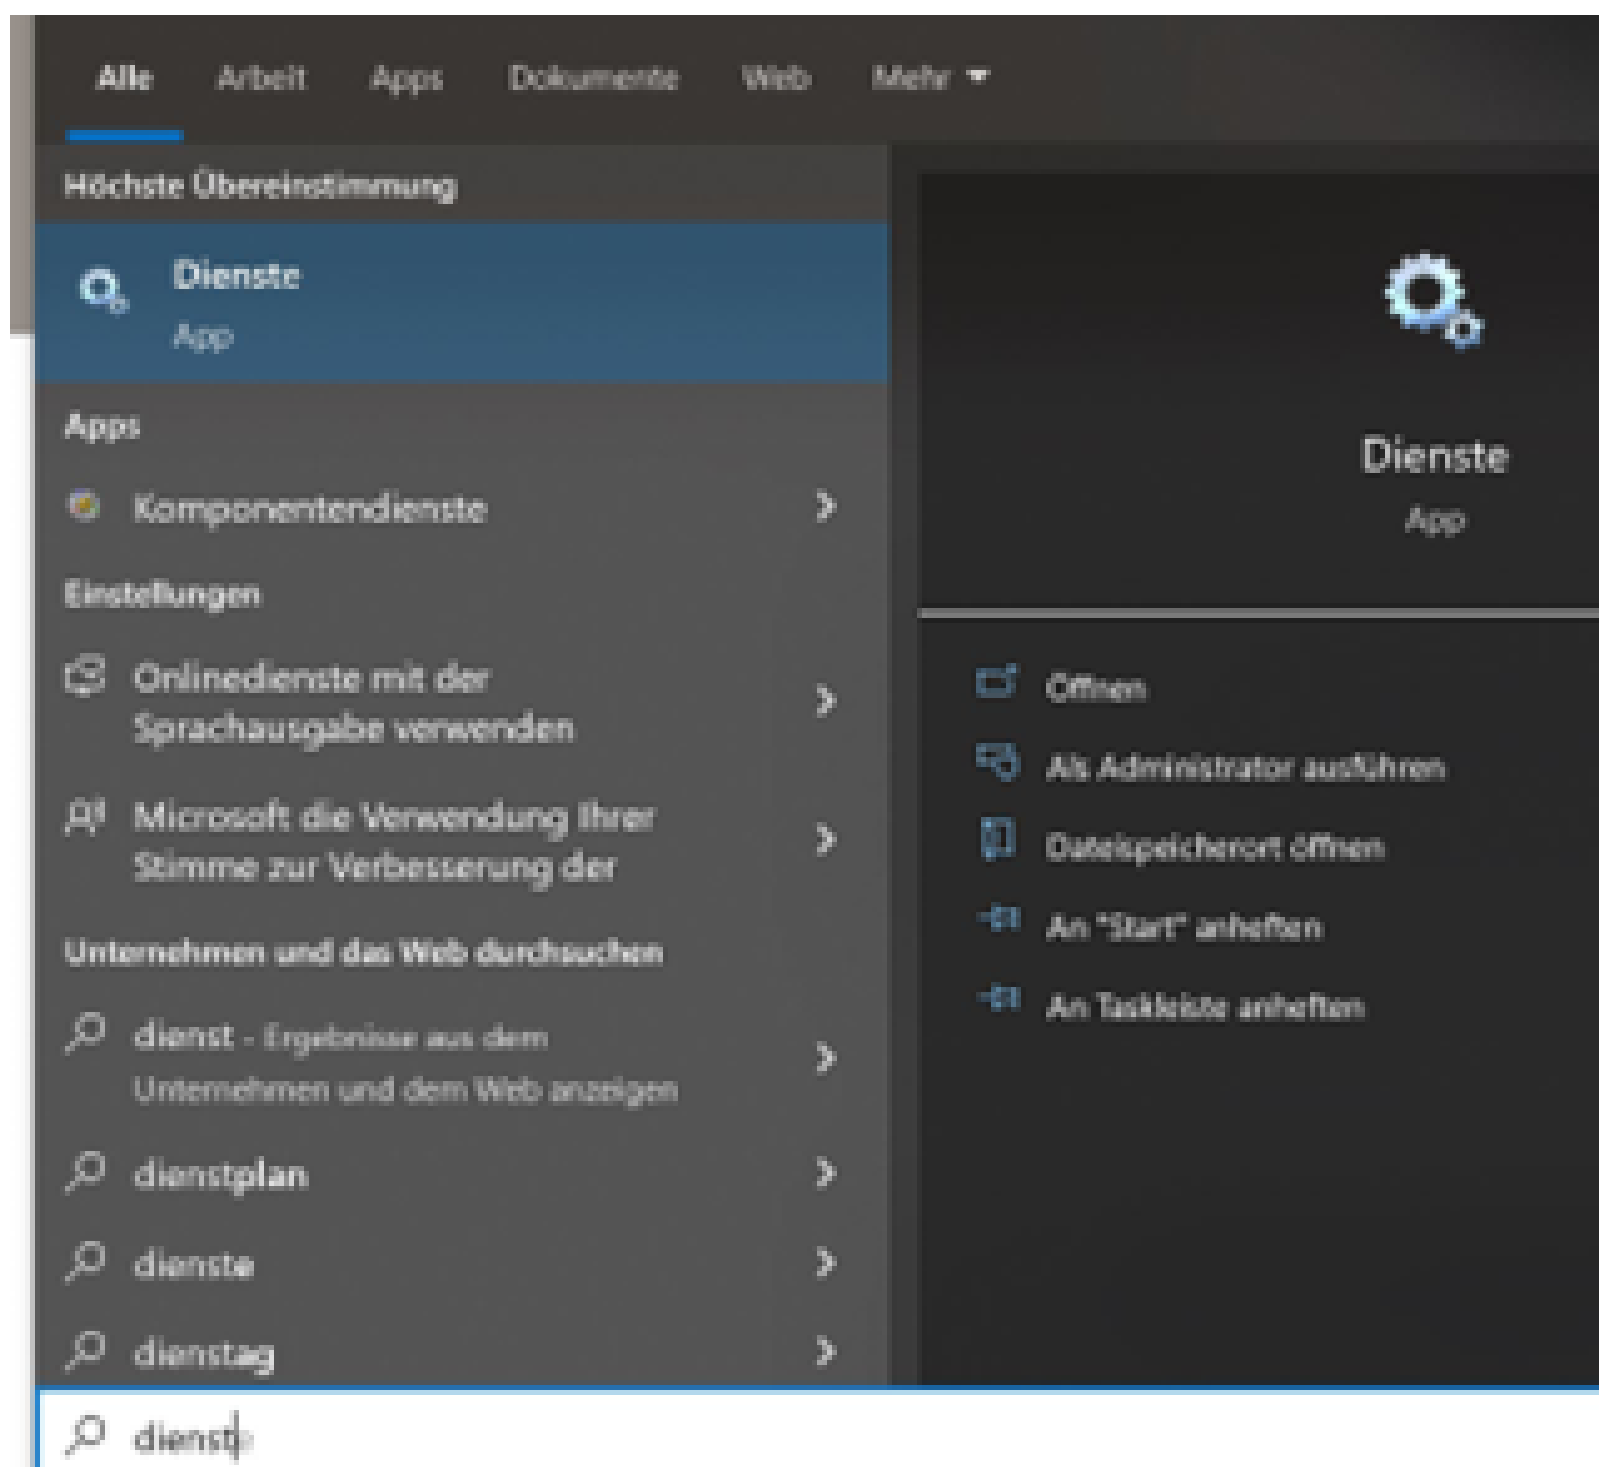 Alle Arbeit Apps Dokumente Web Mehr
Höchste Übereinstimmung
Dienste
App
Apps
Komponentendienste
Einstellungen
Onlinedienste mit der
Sprachausgabe verwenden
Microsoft die Verwendung Ihrer
Stimme zur Verbesserung der
Unternehmen und das Web durchsuchen
dienst - Ergebnisse aus dem
Unternehmen und dem Web anzeigen
dienstplan
dienste
dienstag
dienst
Dienste
App
Öffnen
Als Administrator ausführen
Dateispeicherort öffnen
An "Start" anheften
An Taskleiste anheften